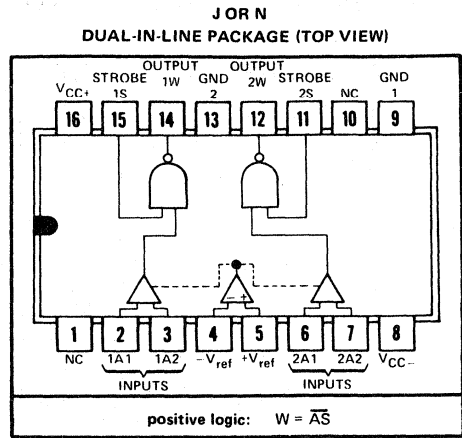 J OR N
DUAL-IN-LINE PACKAGE (TOP VIEW)
OUTPUT OUTPUT
STROBE 1W GND 2W STROBE GND
VCC+ 1S 2 2S NC 1
16 15 14 13 12 11 10 9
- +
1 2 3 4 5 6 7 8
NC 1A1 1A2 -Vref +Vref 2A1 2A2 VCC-
INPUTS INPUTS
positive logic: W = A̅S̅